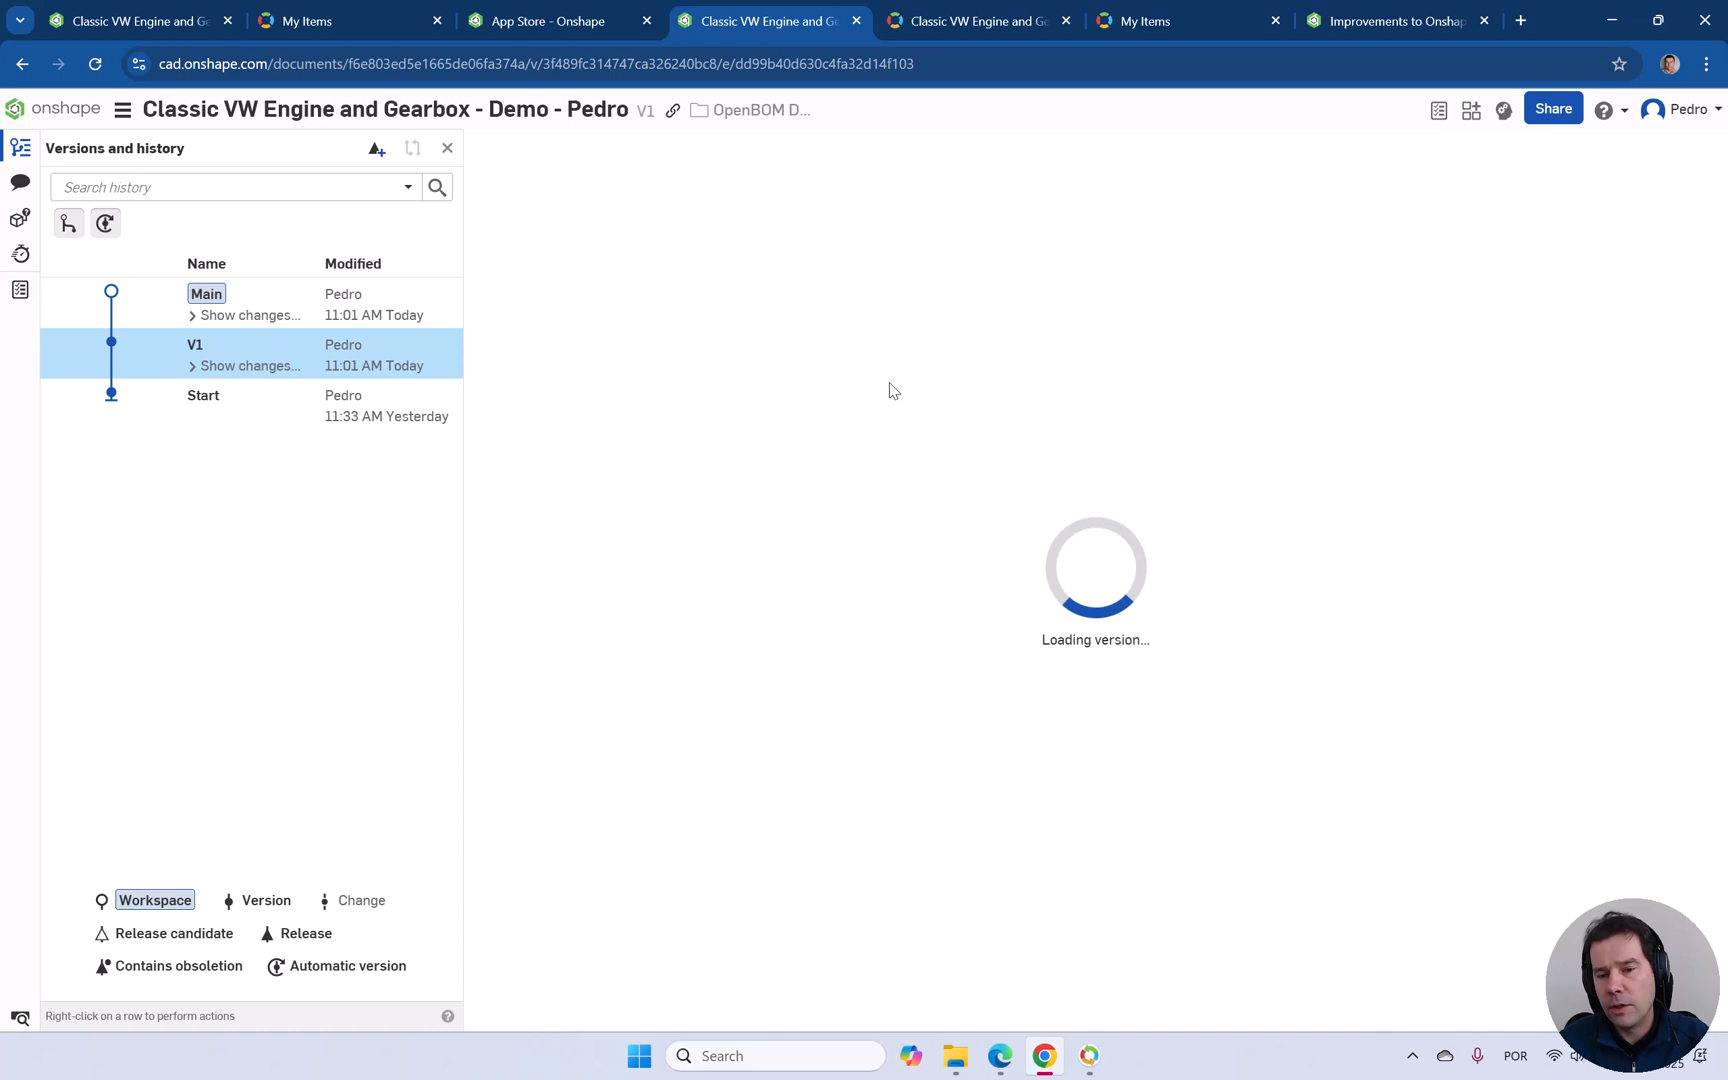 Classic VW Engine and Ge
My Items
App Store - Onshape
Classic VW Engine and Ge
Classic VW Engine and Ge
My Items
Improvements to Onshap
cad.onshape.com/documents/f6e803ed5e1665de06fa374a/v/3f489fc314747ca326240bc8/e/dd99b40d630c4fa32d14f103
onshape
Classic VW Engine and Gearbox - Demo - Pedro
V1
OpenBOM D...
Share
Pedro
Versions and history
Search history
Name Modified
Main Pedro
Show changes... 11:01 AM Today
V1 Pedro
Show changes... 11:01 AM Today
Start Pedro
11:33 AM Yesterday
Loading version...
Workspace Version Change
Release candidate Release
Contains obsoletion Automatic version
Right-click on a row to perform actions
Search
POR